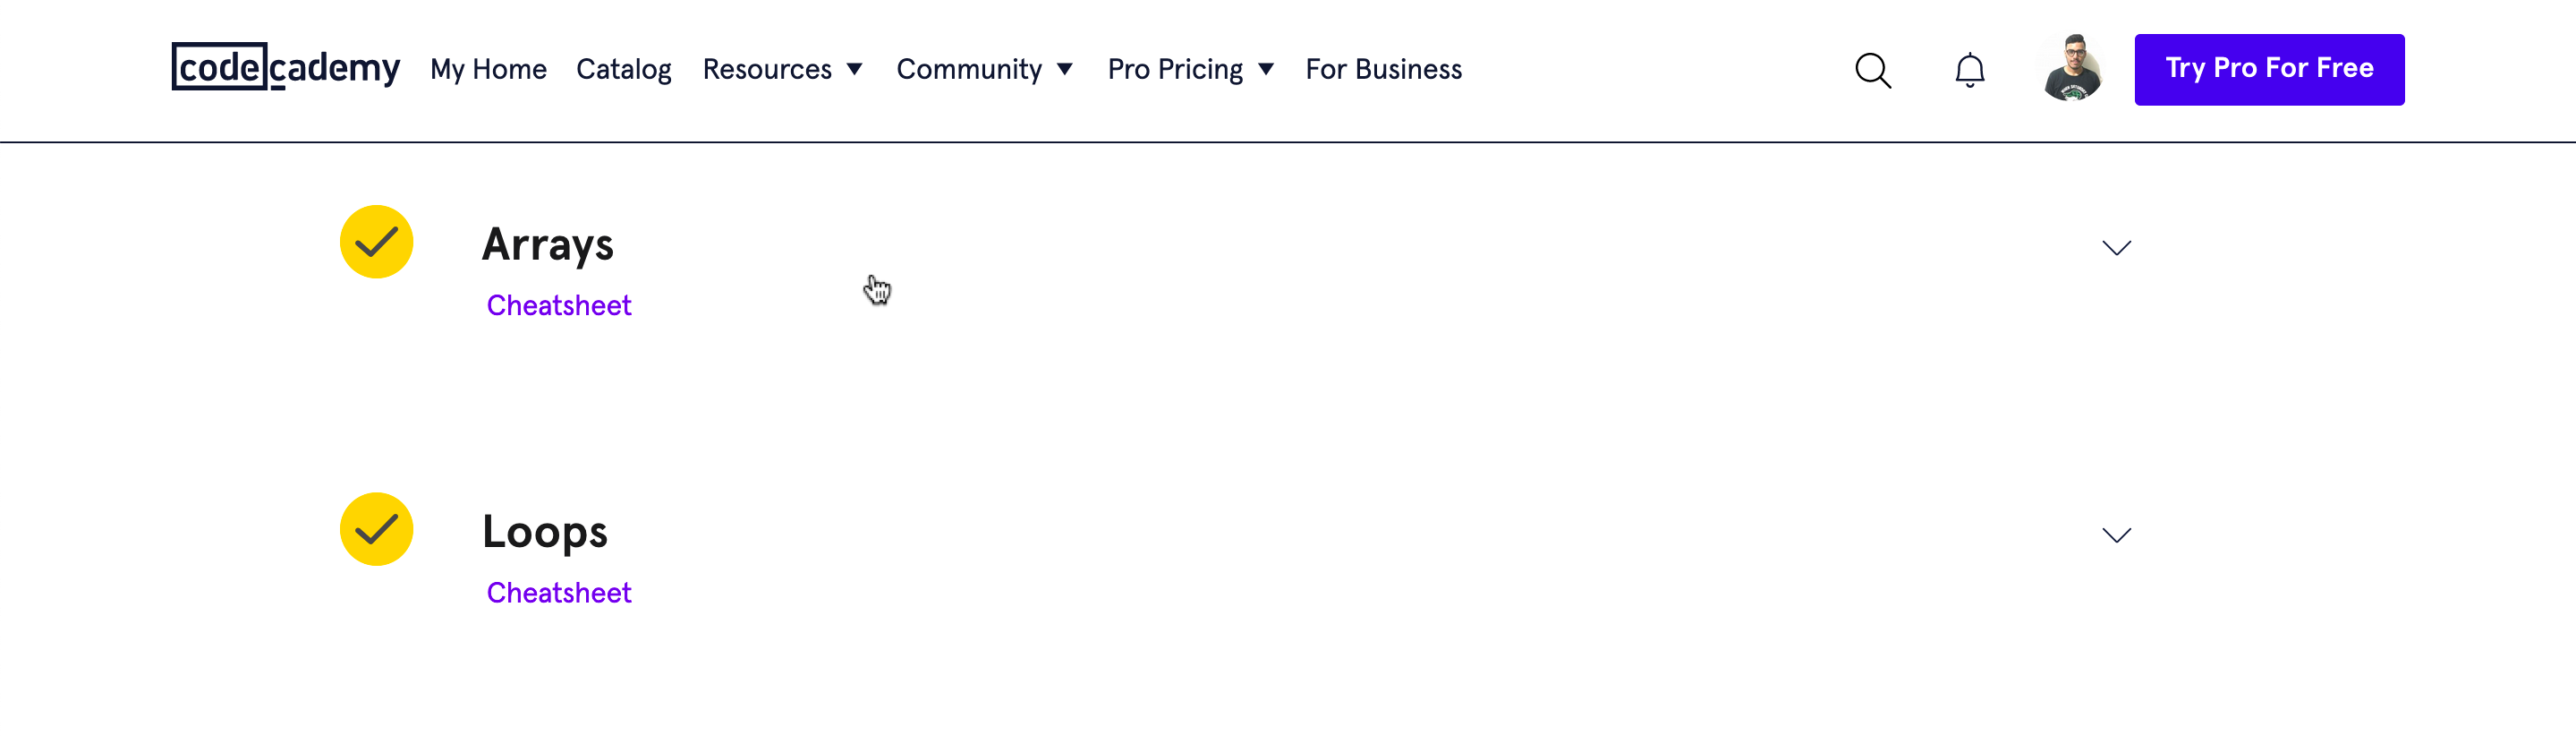 codecademy My Home Catalog Resources Community Pro Pricing For Business Try Pro For Free
Arrays
Cheatsheet
Loops
Cheatsheet